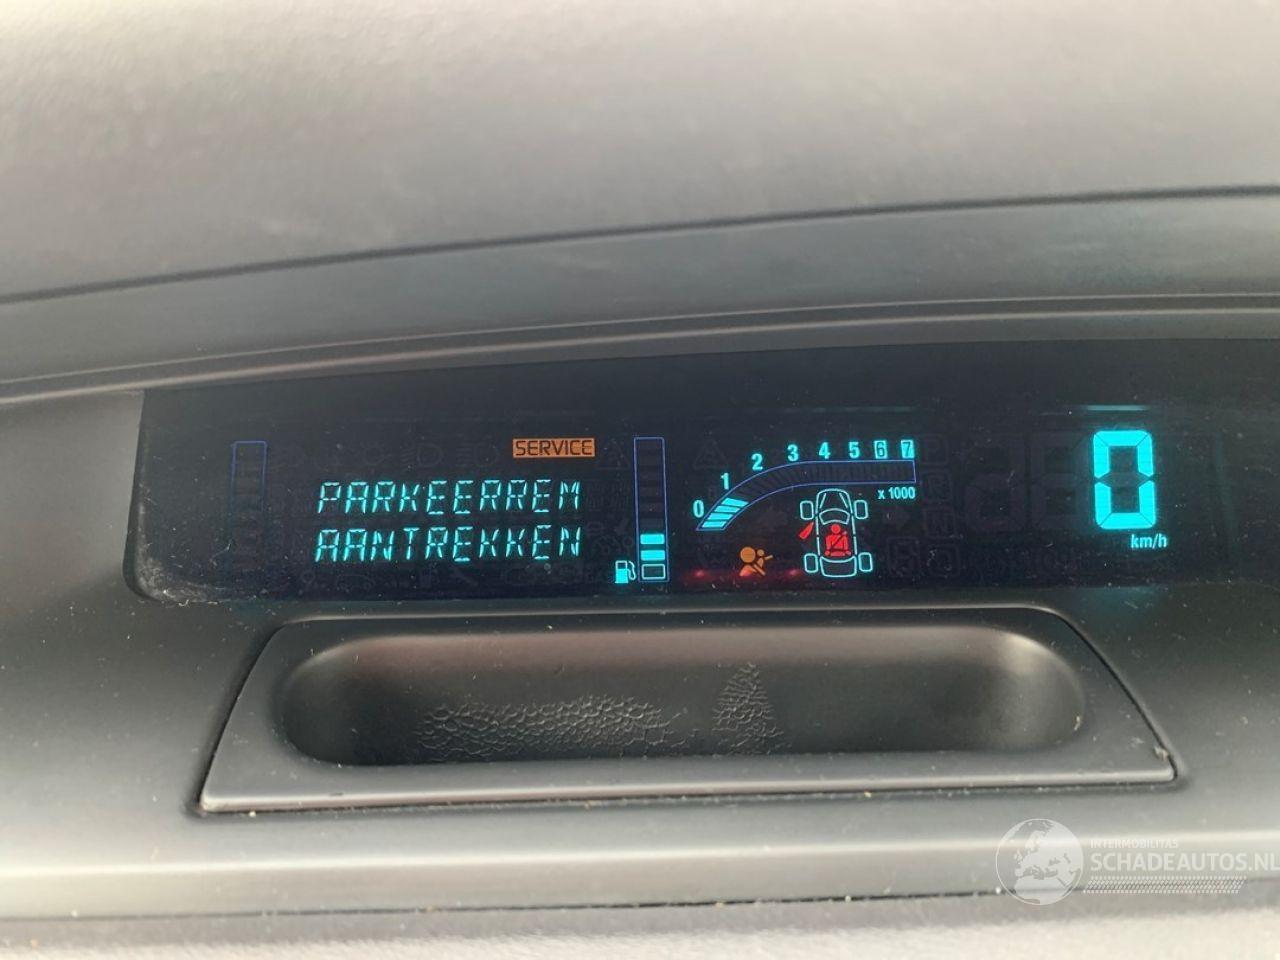 SERVICE
PARKEERREM
AANTREKKEN
0 1 2 3 4 5 6 7
x 1000
0
km/h
INTERMOBILITAS
SCHADEAUTOS.NL